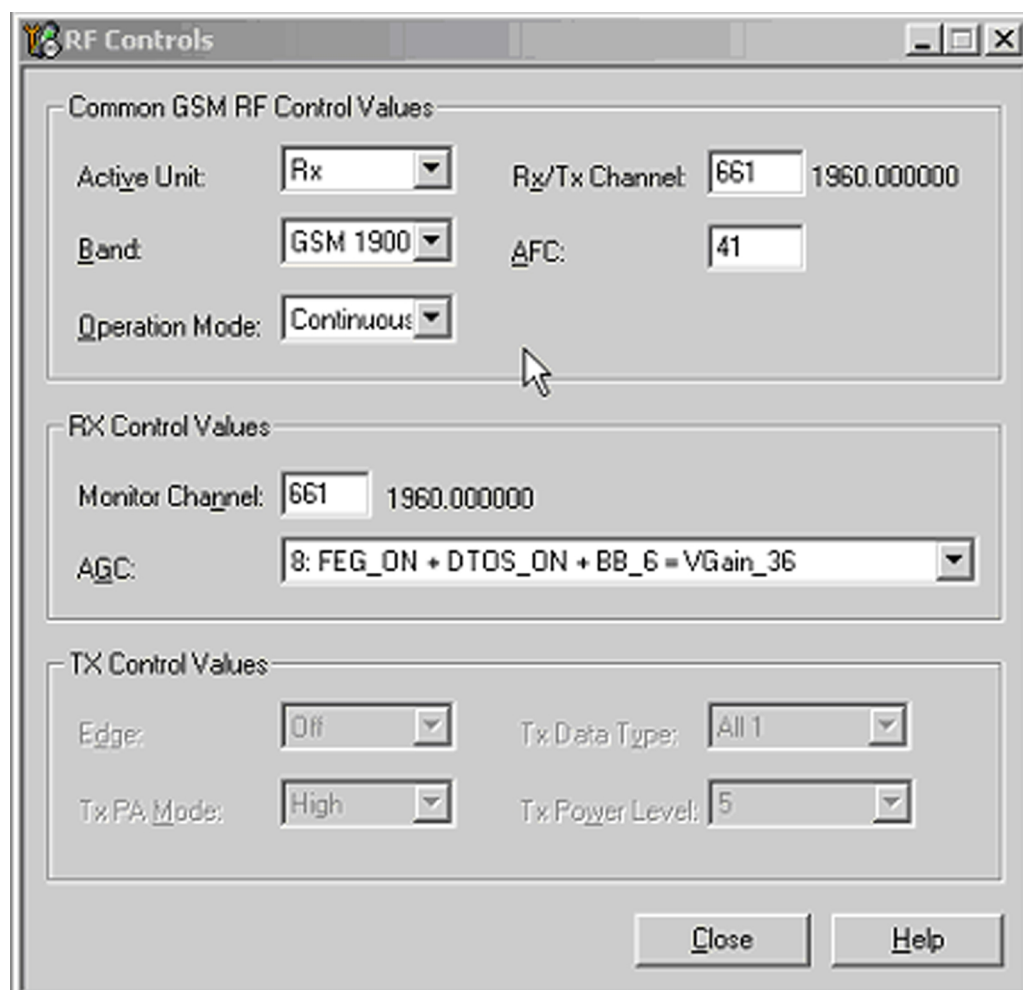 RF Controls
Common GSM RF Control Values
Active Unit: Rx Rx/Tx Channel: 661 1960.000000
Band: GSM 1900 AFC: 41
Operation Mode: Continuous
RX Control Values
Monitor Channel: 661 1960.000000
AGC: 8: FEG_ON + DTOS_ON + BB_6 = VGain_36
TX Control Values
Edge: Off Tx Data Type: All 1
Tx PA Mode: High Tx Power Level: 5
Close Help